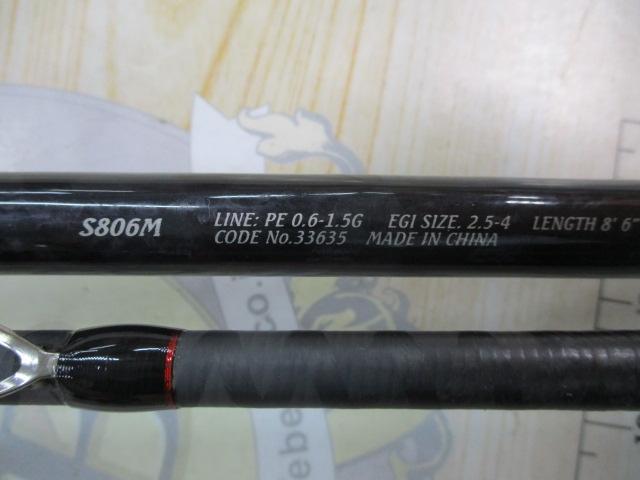 S806M
LINE: PE 0.6-1.5G EGI SIZE. 2.5-4 LENGTH 8' 6"
CODE No.33635 MADE IN CHINA